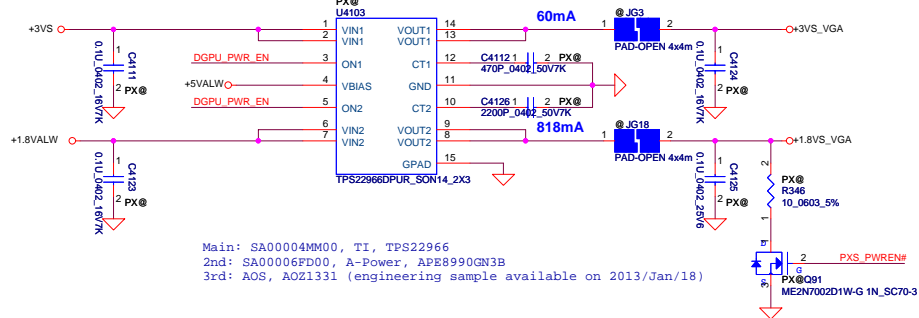 PX@
U4103
+3VS
1 VIN1 VOUT1 14
2 VIN1 VOUT1 13
60mA
@ JG3
1 2
PAD-OPEN 4x4m
+3VS_VGA
DGPU_PWR_EN 3 ON1 CT1 12
C4112 1 2 PX@
470P_0402_50V7K
+5VALW 4 VBIAS GND 11
DGPU_PWR_EN 5 ON2 CT2 10
C4126 1 2 PX@
2200P_0402_50V7K
1
C4111
0.1U_0402_16V7K
2 PX@
1
C4124
0.1U_0402_16V7K
2 PX@
+1.8VALW
6 VIN2 VOUT2 9
7 VIN2 VOUT2 8
818mA
@ JG18
1 2
PAD-OPEN 4x4m
+1.8VS_VGA
GPAD 15
TPS22966DPUR_SON14_2X3
1
C4123
0.1U_0402_16V7K
2 PX@
1
C4125
0.1U_0402_25V6
2 PX@
2
PX@
R346
10_0603_5%
1
Main: SA00004MM00, TI, TPS22966
2nd: SA00006FD00, A-Power, APE8990GN3B
3rd: AOS, AOZ1331 (engineering sample available on 2013/Jan/18)
1
D
2 PXS_PWREN#
G
S
3
PX@Q91
ME2N7002D1W-G 1N_SC70-3